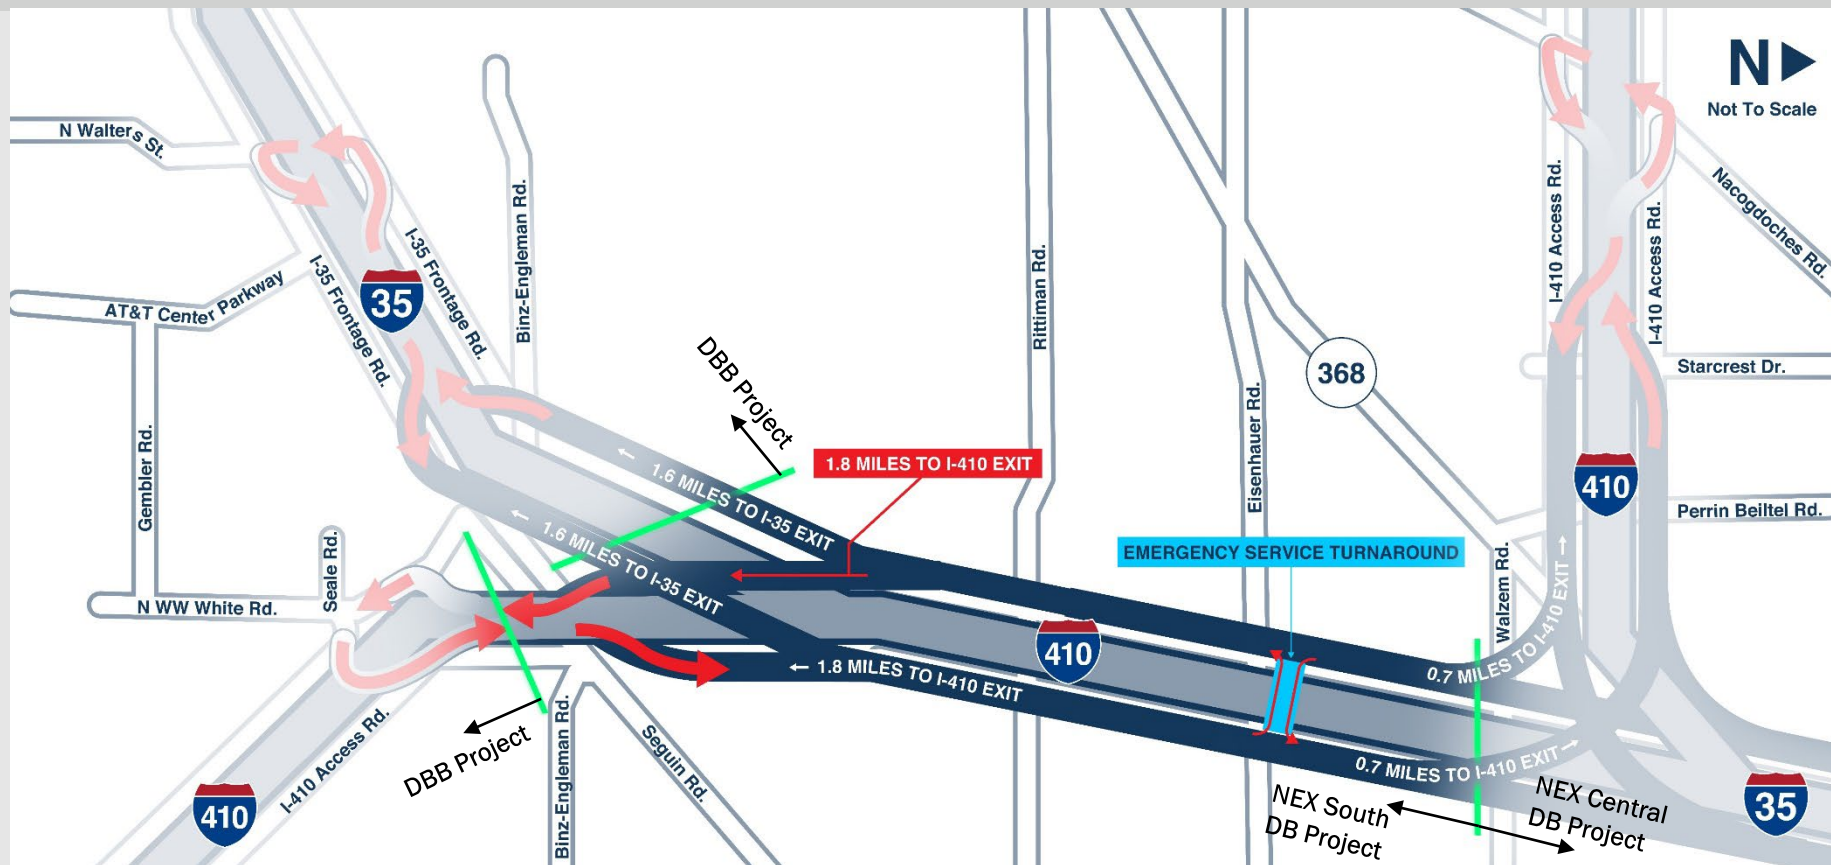 N
Not To Scale
N Walters St.
AT&T Center Parkway
Gembler Rd.
Seale Rd.
N WW White Rd.
I-35 Frontage Rd.
I-35 Frontage Rd.
35
Binz-Engleman Rd.
DBB Project
1.8 MILES TO I-410 EXIT
← 1.6 MILES TO I-35 EXIT
← 1.6 MILES TO I-35 EXIT
← 1.8 MILES TO I-410 EXIT
Rittiman Rd.
Eisenhauer Rd.
368
EMERGENCY SERVICE TURNAROUND
410
Walzem Rd.
I-410 Access Rd.
I-410 Access Rd.
Nacogdoches Rd.
Starcrest Dr.
410
Perrin Beiltel Rd.
0.7 MILES TO I-410 EXIT →
0.7 MILES TO I-410 EXIT →
NEX South
DB Project
NEX Central
DB Project
35
DBB Project
I-410 Access Rd.
410
Binz-Engleman Rd.
Seguin Rd.